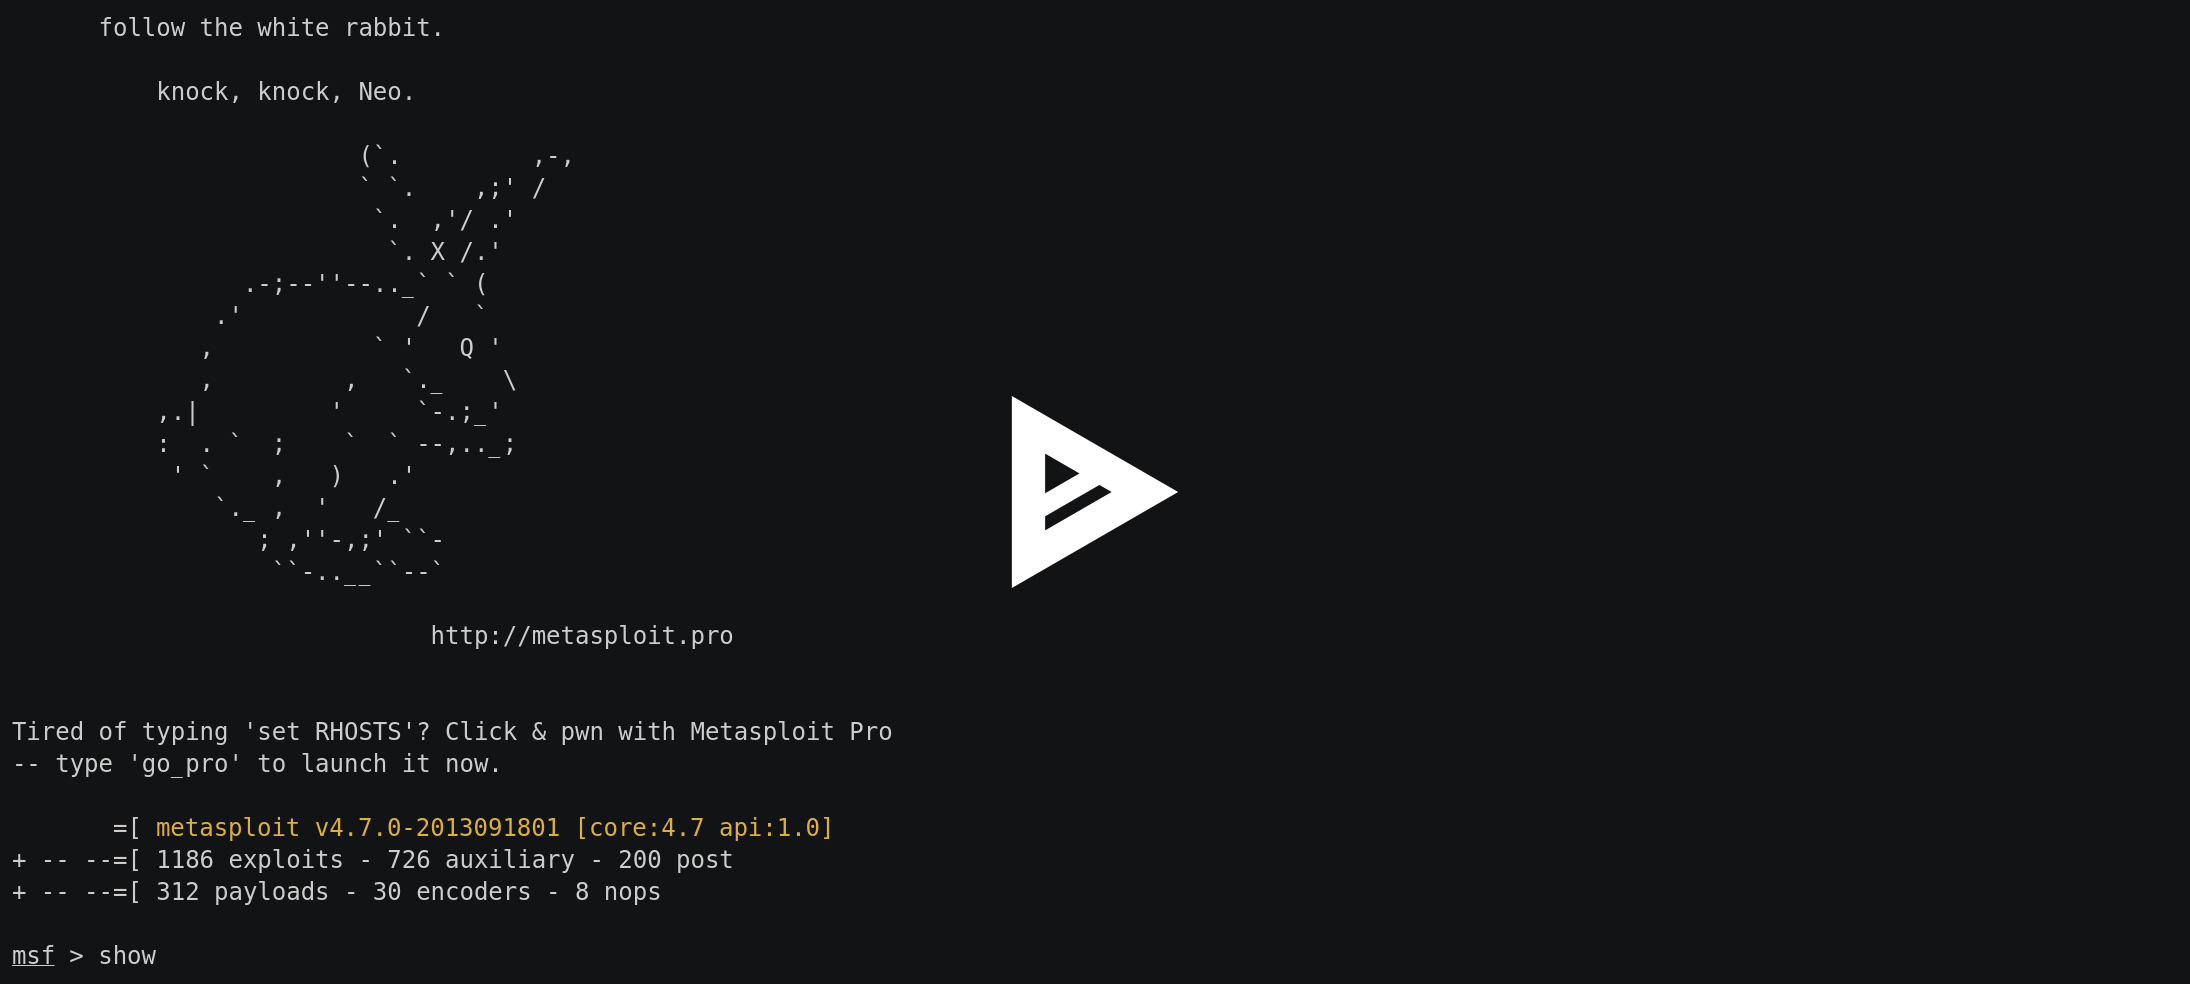 follow the white rabbit.
knock, knock, Neo.
(`.         ,-,
` `.    ,;' /
`.  ,'/ .'
`. X /.'
.-;--''--.._` ` (
.'            /   `
,           ` '   Q '
,         ,   `._    \
,.|         '     `-.;_'
:  . `  ;    `  ` --,.._;
' `    ,   )   .'
`._ ,  '   /_
; ,''-,;' ``-
``-..__``--`
http://metasploit.pro
Tired of typing 'set RHOSTS'? Click & pwn with Metasploit Pro
-- type 'go_pro' to launch it now.
=[ metasploit v4.7.0-2013091801 [core:4.7 api:1.0]
+ -- --=[ 1186 exploits - 726 auxiliary - 200 post
+ -- --=[ 312 payloads - 30 encoders - 8 nops
msf > show